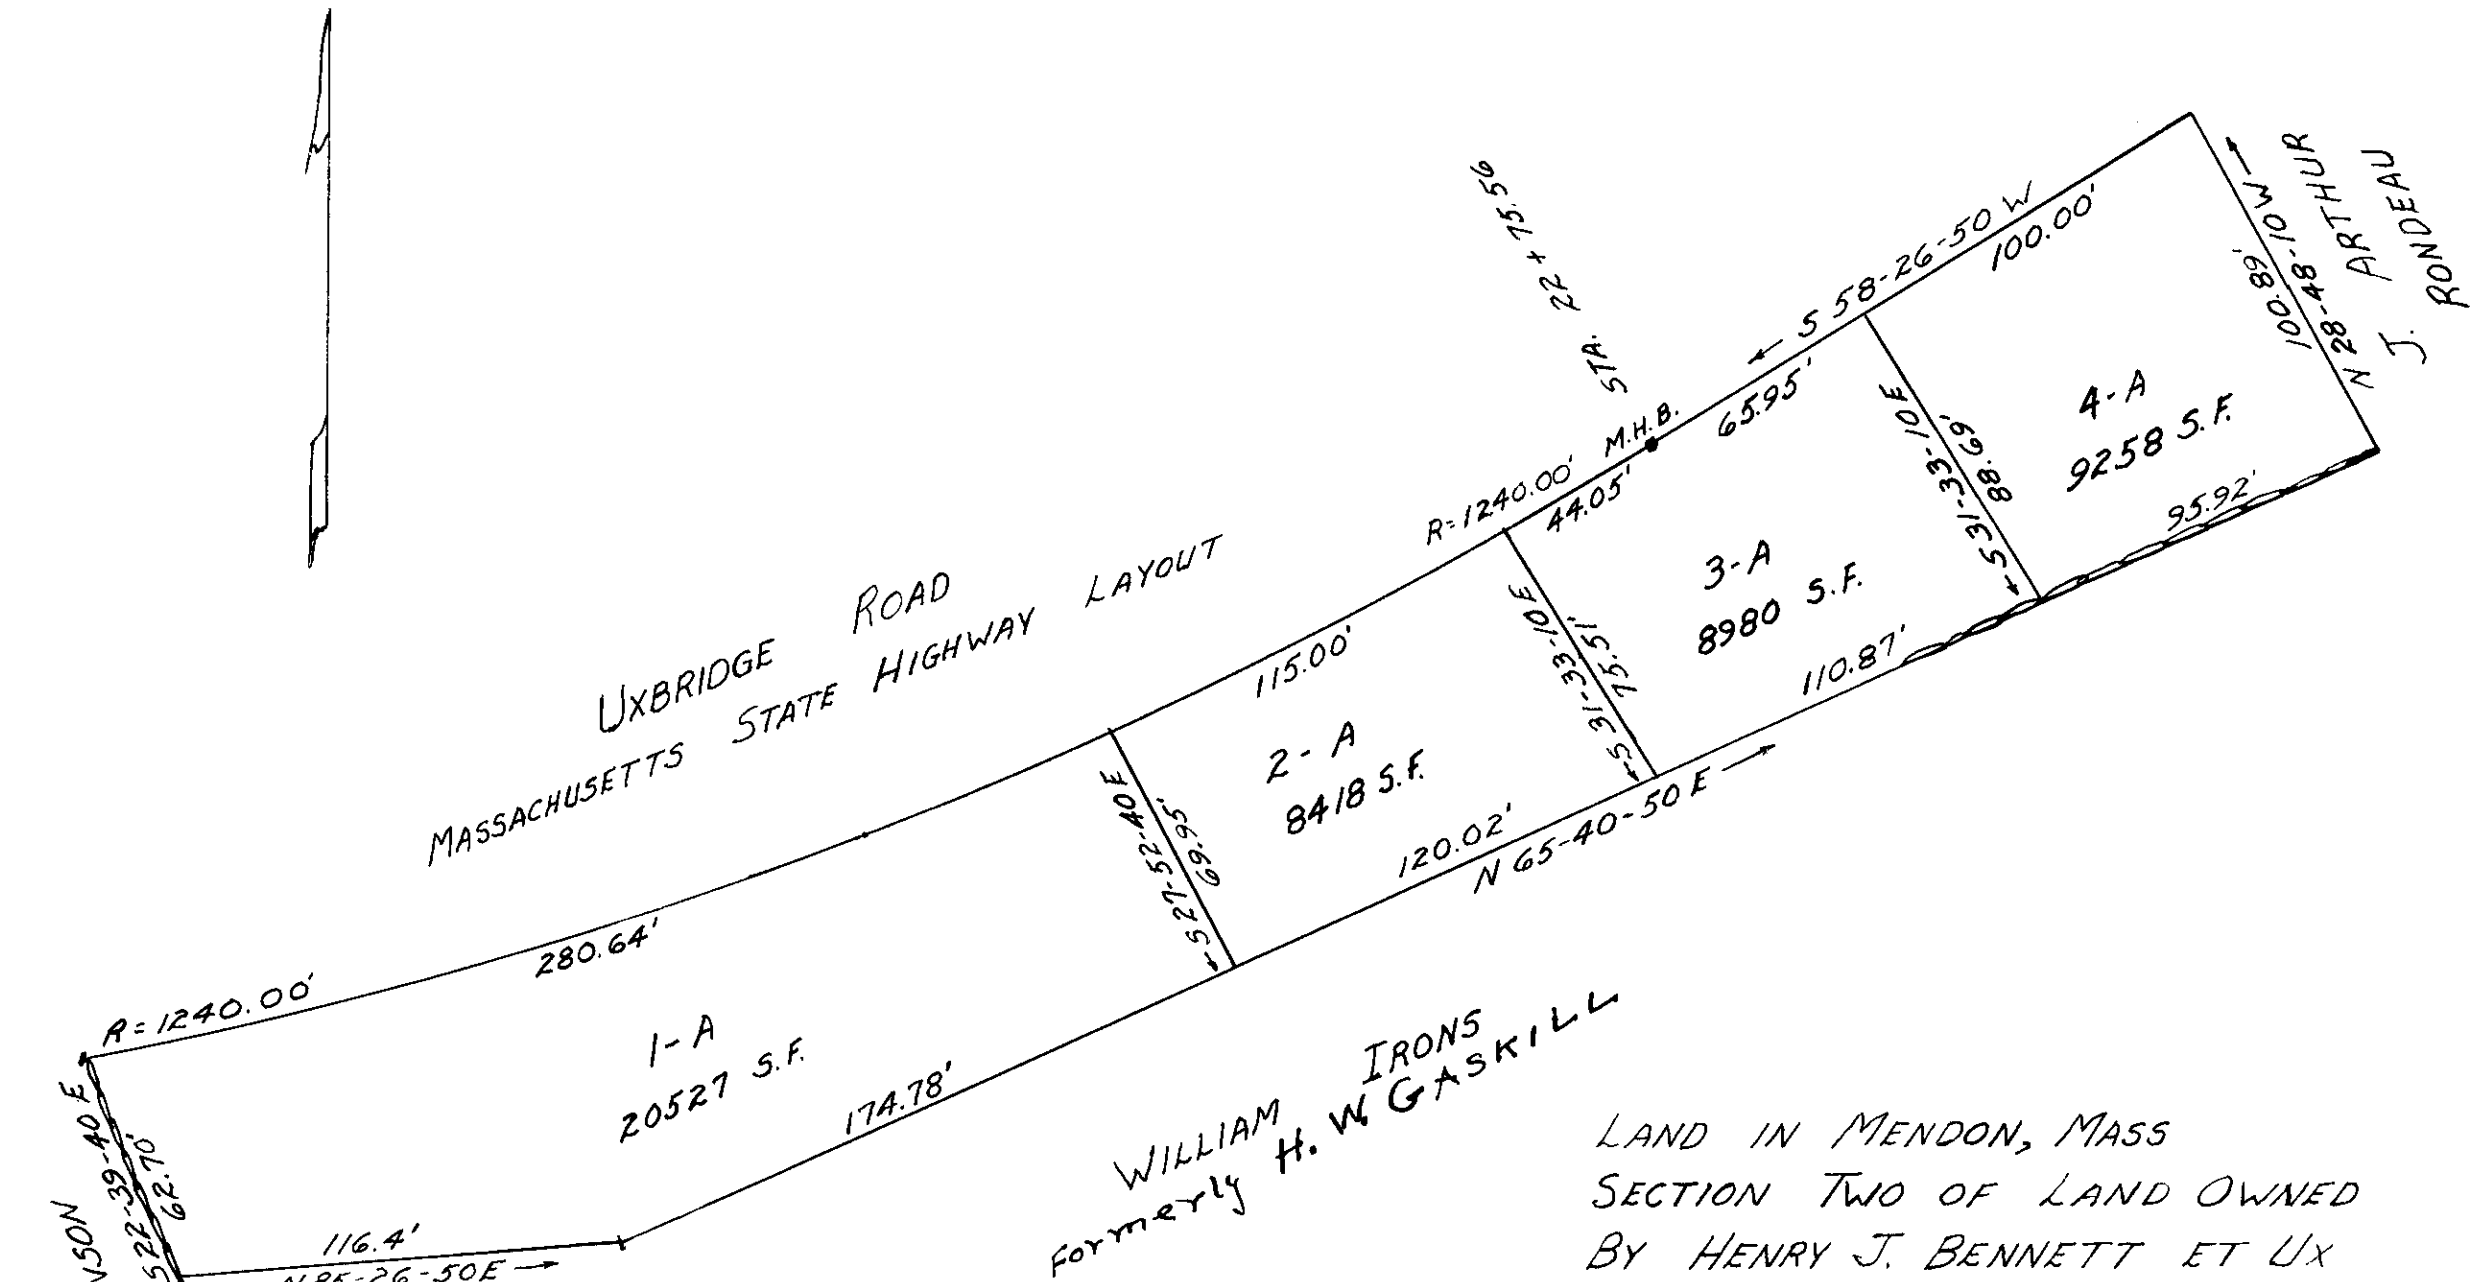 STA. 22+75.56
S 58-26-50 W
100.00'
N 28-48-10 W
100.89'
ARTHUR
J. RONDEAU
M.H.B.
65.95'
R=1240.00'
44.05'
S 31-33-10 E
88.69'
4-A
9258 S.F.
95.92'
UXBRIDGE ROAD
MASSACHUSETTS STATE HIGHWAY LAYOUT
115.00'
S 31-33-10 E
75.51'
3-A
8980 S.F.
110.87'
S 27-52-40 E
69.95'
2-A
8418 S.F.
120.02'
N 65-40-50 E
R=1240.00'
280.64'
1-A
20527 S.F.
174.78'
S 22-39-40 E
62.70'
116.4'
N 85-26-50 E
WILLIAM IRONS
Formerly H. W. GASKILL
LAND IN MENDON, MASS
SECTION TWO OF LAND OWNED
BY HENRY J. BENNETT ET UX